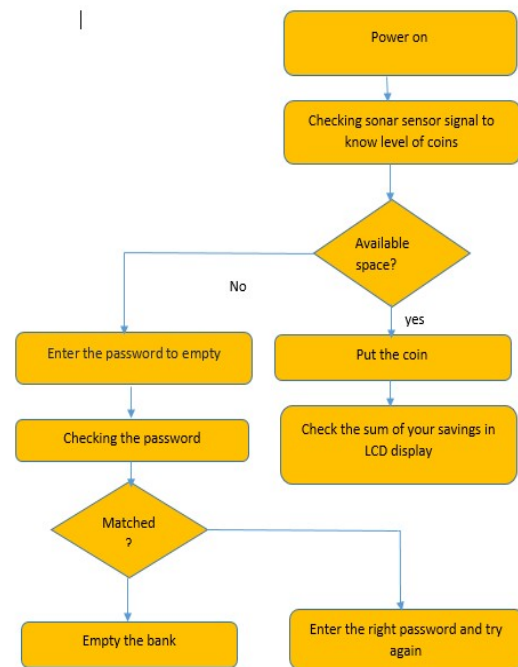 Power on
Checking sonar sensor signal to
know level of coins
Available
space?
No
yes
Enter the password to empty
Put the coin
Checking the password
Check the sum of your savings in
LCD display
Matched
?
Empty the bank
Enter the right password and try
again